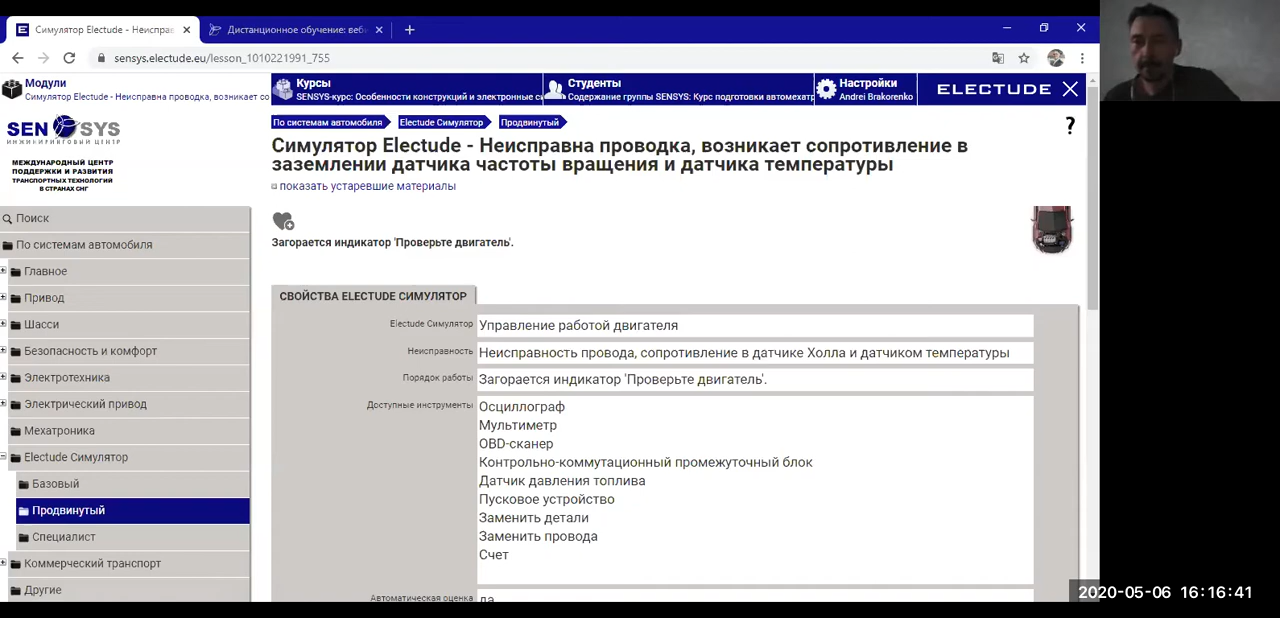 Симулятор Electude - Неисправ
Дистанционное обучение: веб
sensys.electude.eu/lesson_1010221991_755
Модули
Симулятор Electude - Неисправна проводка, возникает со
Курсы
SENSYS-курс: Особенности конструкций и электронные си
Студенты
Содержание группы SENSYS: Курс подготовки автомехат
Настройки
Andrei Brakorenko
ELECTUDE
SENSYS
ИНЖИНИРИНГОВЫЙ ЦЕНТР
МЕЖДУНАРОДНЫЙ ЦЕНТР
ПОДДЕРЖКИ И РАЗВИТИЯ
ТРАНСПОРТНЫХ ТЕХНОЛОГИЙ
В СТРАНАХ СНГ
По системам автомобиля
Electude Симулятор
Продвинутый
?
Симулятор Electude - Неисправна проводка, возникает сопротивление в
заземлении датчика частоты вращения и датчика температуры
показать устаревшие материалы
Загорается индикатор 'Проверьте двигатель'.
Поиск
По системам автомобиля
Главное
Привод
Шасси
Безопасность и комфорт
Электротехника
Электрический привод
Мехатроника
Electude Симулятор
Базовый
Продвинутый
Специалист
Коммерческий транспорт
Другие
СВОЙСТВА ELECTUDE СИМУЛЯТОР
Electude Симулятор Управление работой двигателя
Неисправность Неисправность провода, сопротивление в датчике Холла и датчиком температуры
Порядок работы Загорается индикатор 'Проверьте двигатель'.
Доступные инструменты Осциллограф
Мультиметр
OBD-сканер
Контрольно-коммутационный промежуточный блок
Датчик давления топлива
Пусковое устройство
Заменить детали
Заменить провода
Счет
Автоматическая оценка да
2020-05-06 16:16:41